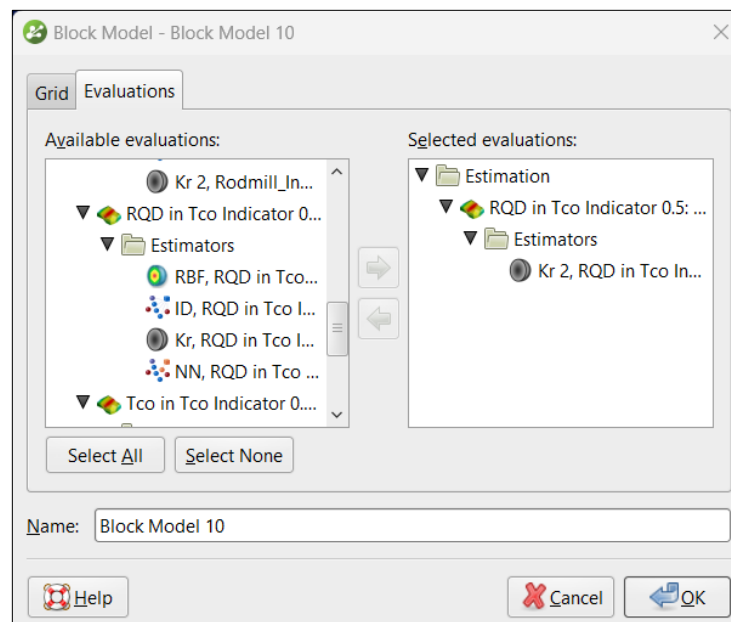 Block Model - Block Model 10
Grid
Evaluations
Available evaluations:
Kr 2, Rodmill_In...
RQD in Tco Indicator 0...
Estimators
RBF, RQD in Tco...
ID, RQD in Tco I...
Kr, RQD in Tco I...
NN, RQD in Tco ...
Tco in Tco Indicator 0....
Select All
Select None
Selected evaluations:
Estimation
RQD in Tco Indicator 0.5: ...
Estimators
Kr 2, RQD in Tco In...
Name: Block Model 10
Help
Cancel
OK